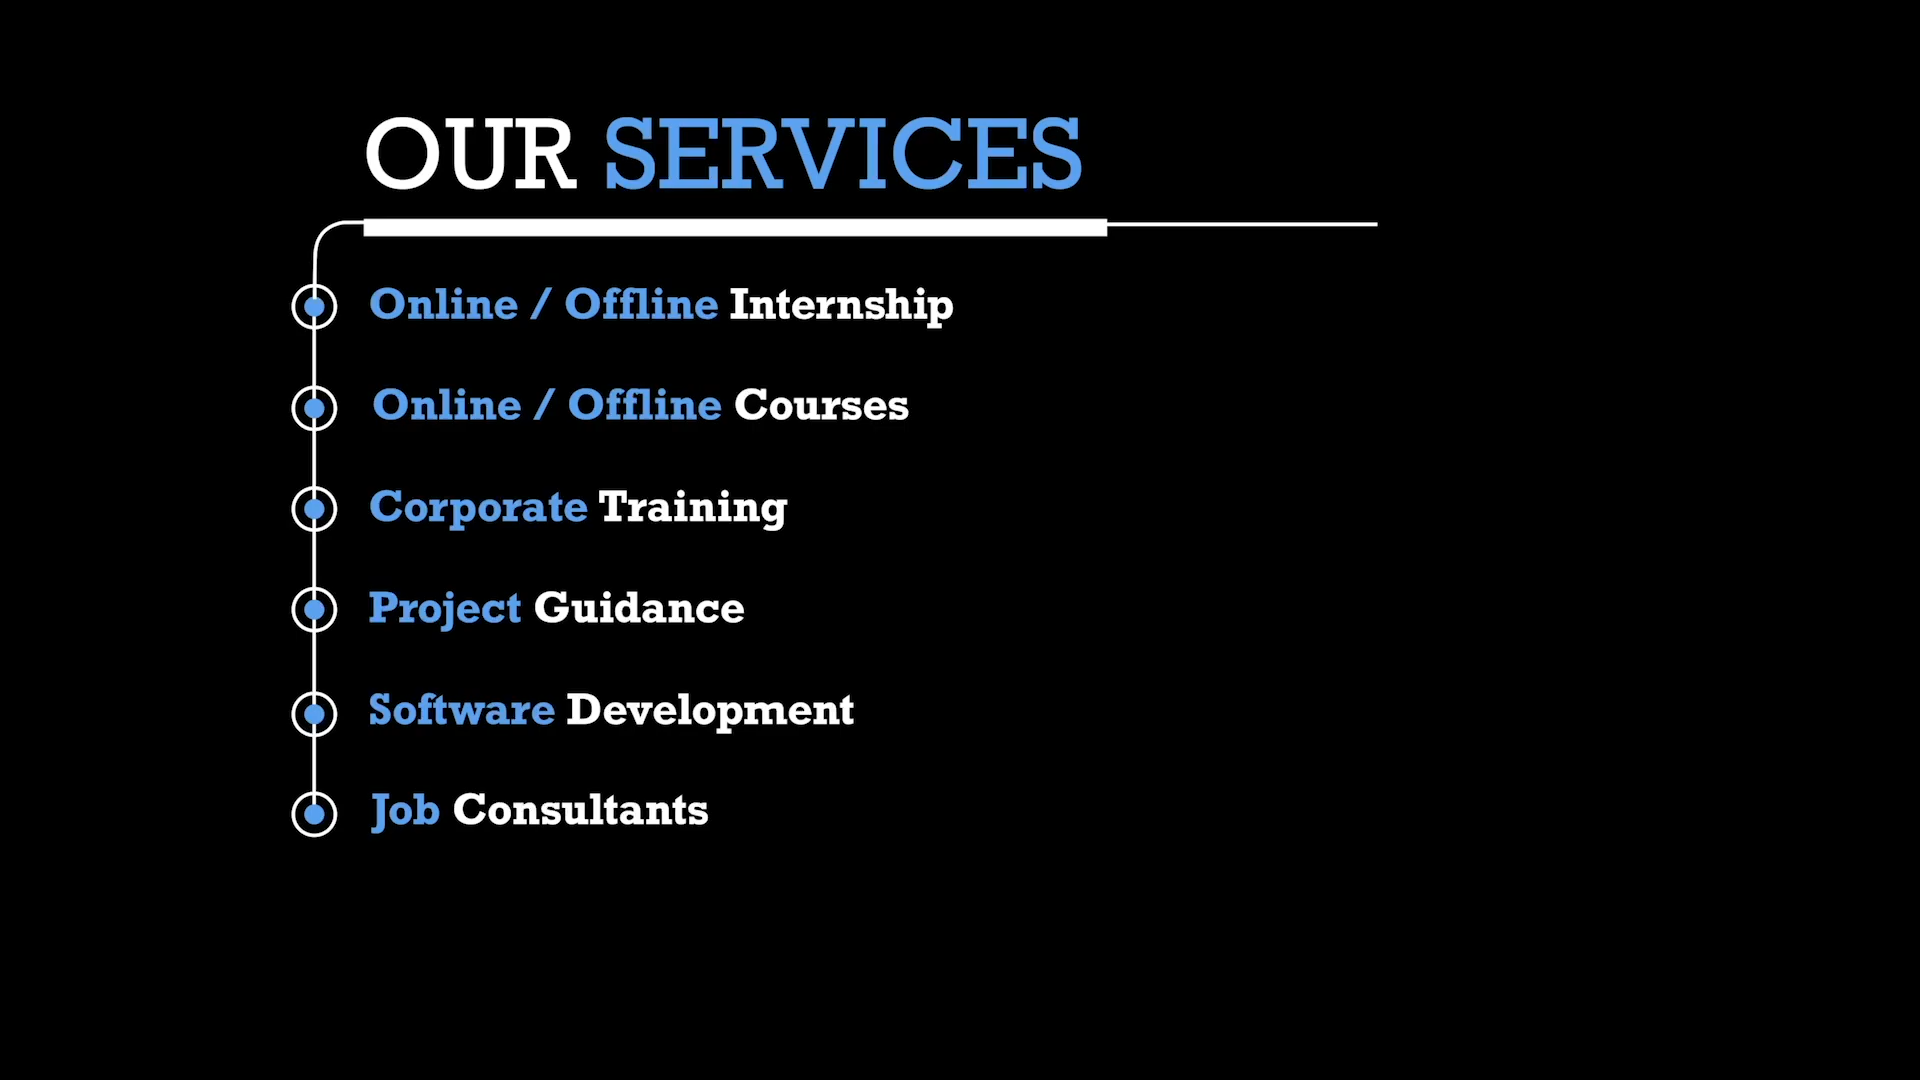 OUR SERVICES
Online / Offline Internship
Online / Offline Courses
Corporate Training
Project Guidance
Software Development
Job Consultants